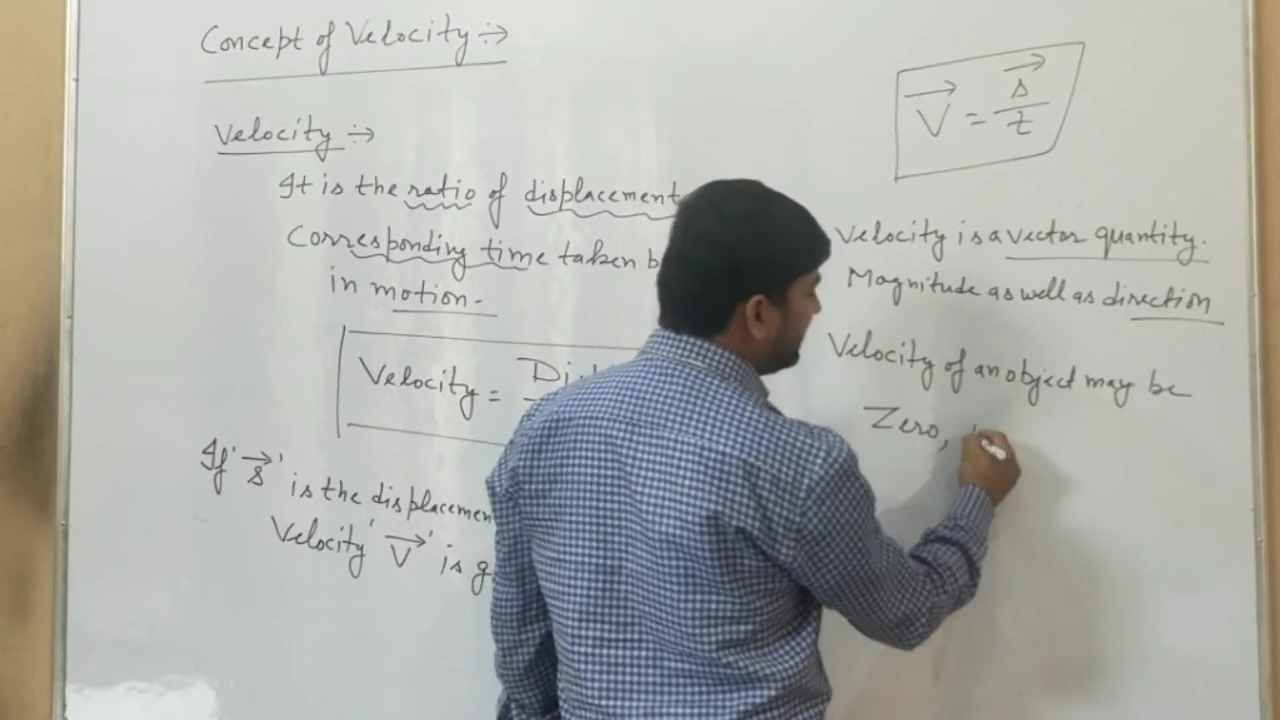 Concept of Velocity :->
Velocity :->
It is the ratio of displacement
Corresponding time taken b
in motion.
Velocity = Di
If '→s' is the displacemen
Velocity '→V' is g
→V = →s / t
Velocity is a vector quantity.
Magnitude as well as direction
Velocity of an object may be
Zero,